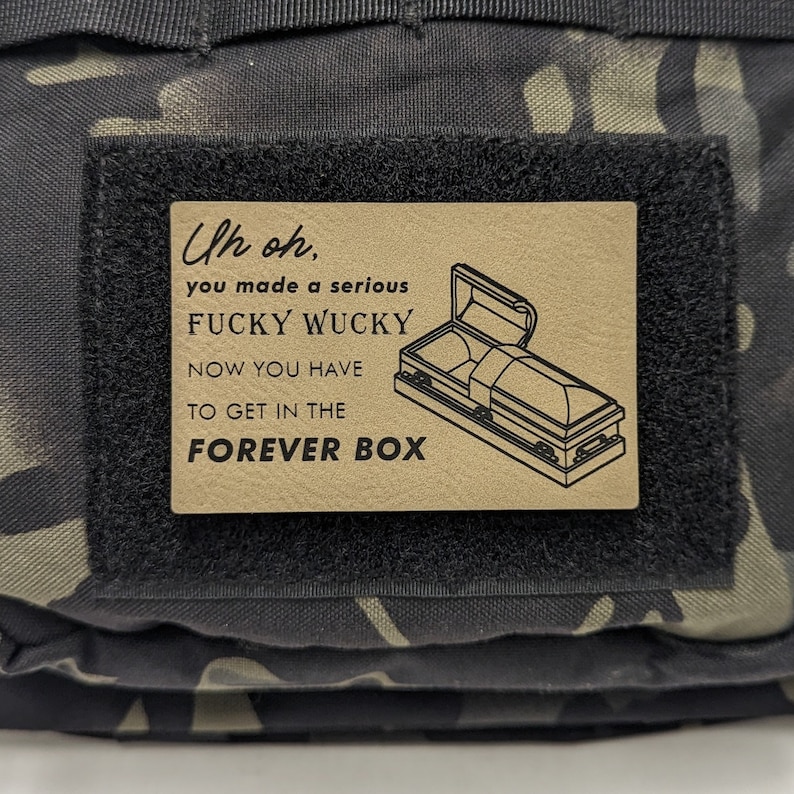 Uh oh,
you made a serious
FUCKY WUCKY
NOW YOU HAVE
TO GET IN THE
FOREVER BOX